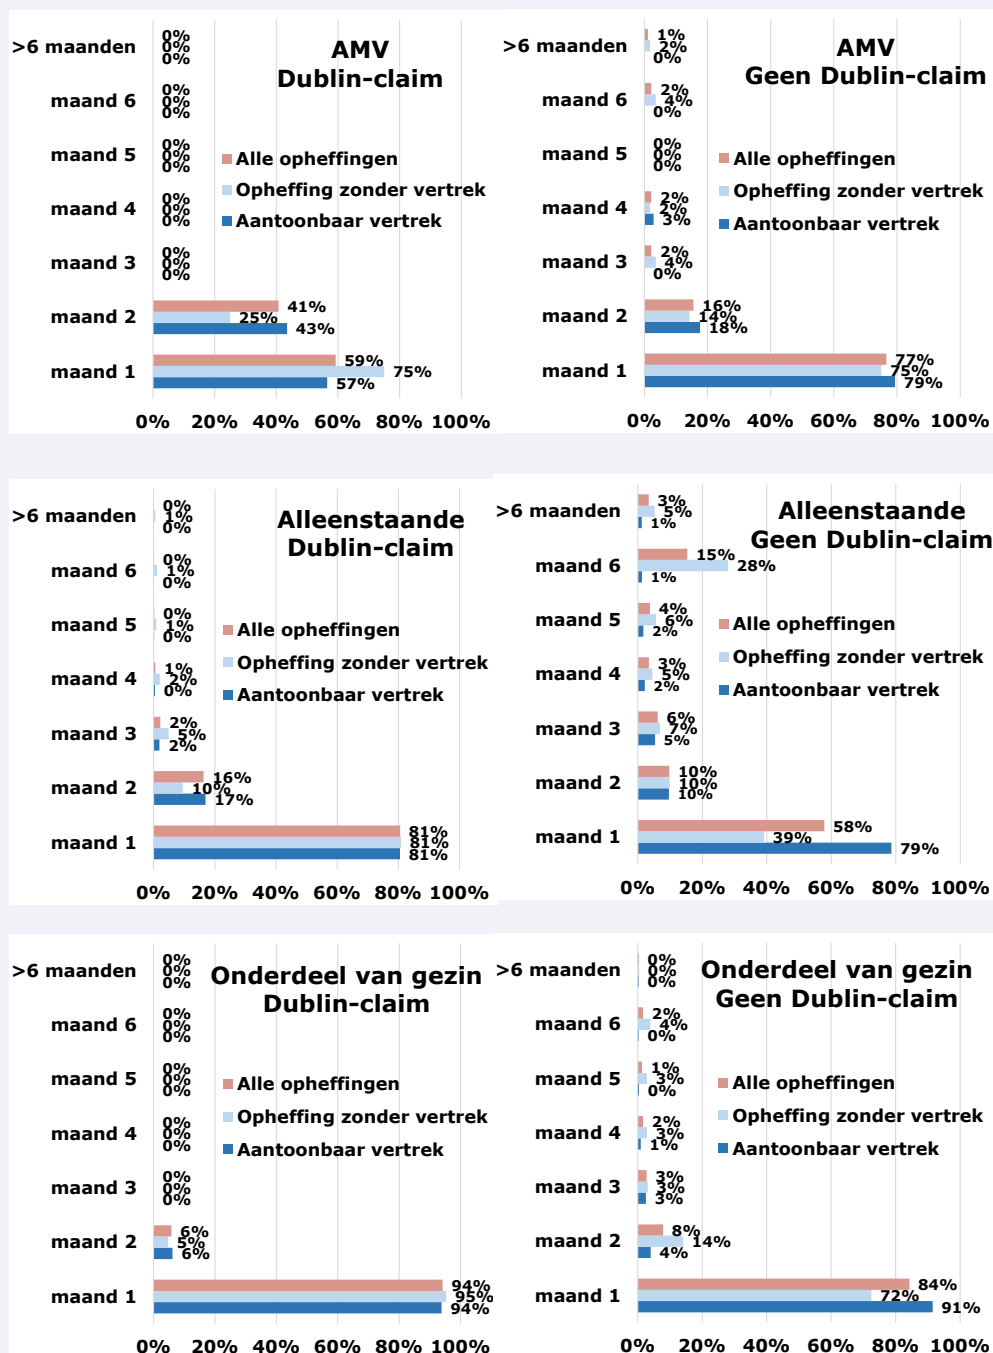 AMV
Dublin-claim
>6 maanden
0%
0%
0%
maand 6
0%
0%
0%
maand 5
0%
0%
0%
maand 4
0%
0%
0%
maand 3
0%
0%
0%
maand 2
41%
25%
43%
maand 1
59%
75%
57%
Alle opheffingen
Opheffing zonder vertrek
Aantoonbaar vertrek
0% 20% 40% 60% 80% 100%
AMV
Geen Dublin-claim
>6 maanden
1%
2%
0%
maand 6
2%
4%
0%
maand 5
0%
0%
0%
maand 4
2%
2%
3%
maand 3
2%
4%
0%
maand 2
16%
14%
18%
maand 1
77%
75%
79%
Alle opheffingen
Opheffing zonder vertrek
Aantoonbaar vertrek
0% 20% 40% 60% 80% 100%
Alleenstaande
Dublin-claim
>6 maanden
0%
1%
0%
maand 6
0%
1%
0%
maand 5
0%
1%
0%
maand 4
1%
2%
0%
maand 3
2%
5%
2%
maand 2
16%
10%
17%
maand 1
81%
81%
81%
Alle opheffingen
Opheffing zonder vertrek
Aantoonbaar vertrek
0% 20% 40% 60% 80% 100%
Alleenstaande
Geen Dublin-claim
>6 maanden
3%
5%
1%
maand 6
15%
28%
1%
maand 5
4%
6%
2%
maand 4
3%
5%
2%
maand 3
6%
7%
5%
maand 2
10%
10%
10%
maand 1
58%
39%
79%
Alle opheffingen
Opheffing zonder vertrek
Aantoonbaar vertrek
0% 20% 40% 60% 80% 100%
Onderdeel van gezin
Dublin-claim
>6 maanden
0%
0%
0%
maand 6
0%
0%
0%
maand 5
0%
0%
0%
maand 4
0%
0%
0%
maand 3
0%
0%
0%
maand 2
6%
5%
6%
maand 1
94%
95%
94%
Alle opheffingen
Opheffing zonder vertrek
Aantoonbaar vertrek
0% 20% 40% 60% 80% 100%
Onderdeel van gezin
Geen Dublin-claim
>6 maanden
0%
0%
0%
maand 6
2%
4%
0%
maand 5
1%
3%
0%
maand 4
2%
3%
1%
maand 3
3%
3%
3%
maand 2
8%
14%
4%
maand 1
84%
72%
91%
Alle opheffingen
Opheffing zonder vertrek
Aantoonbaar vertrek
0% 20% 40% 60% 80% 100%